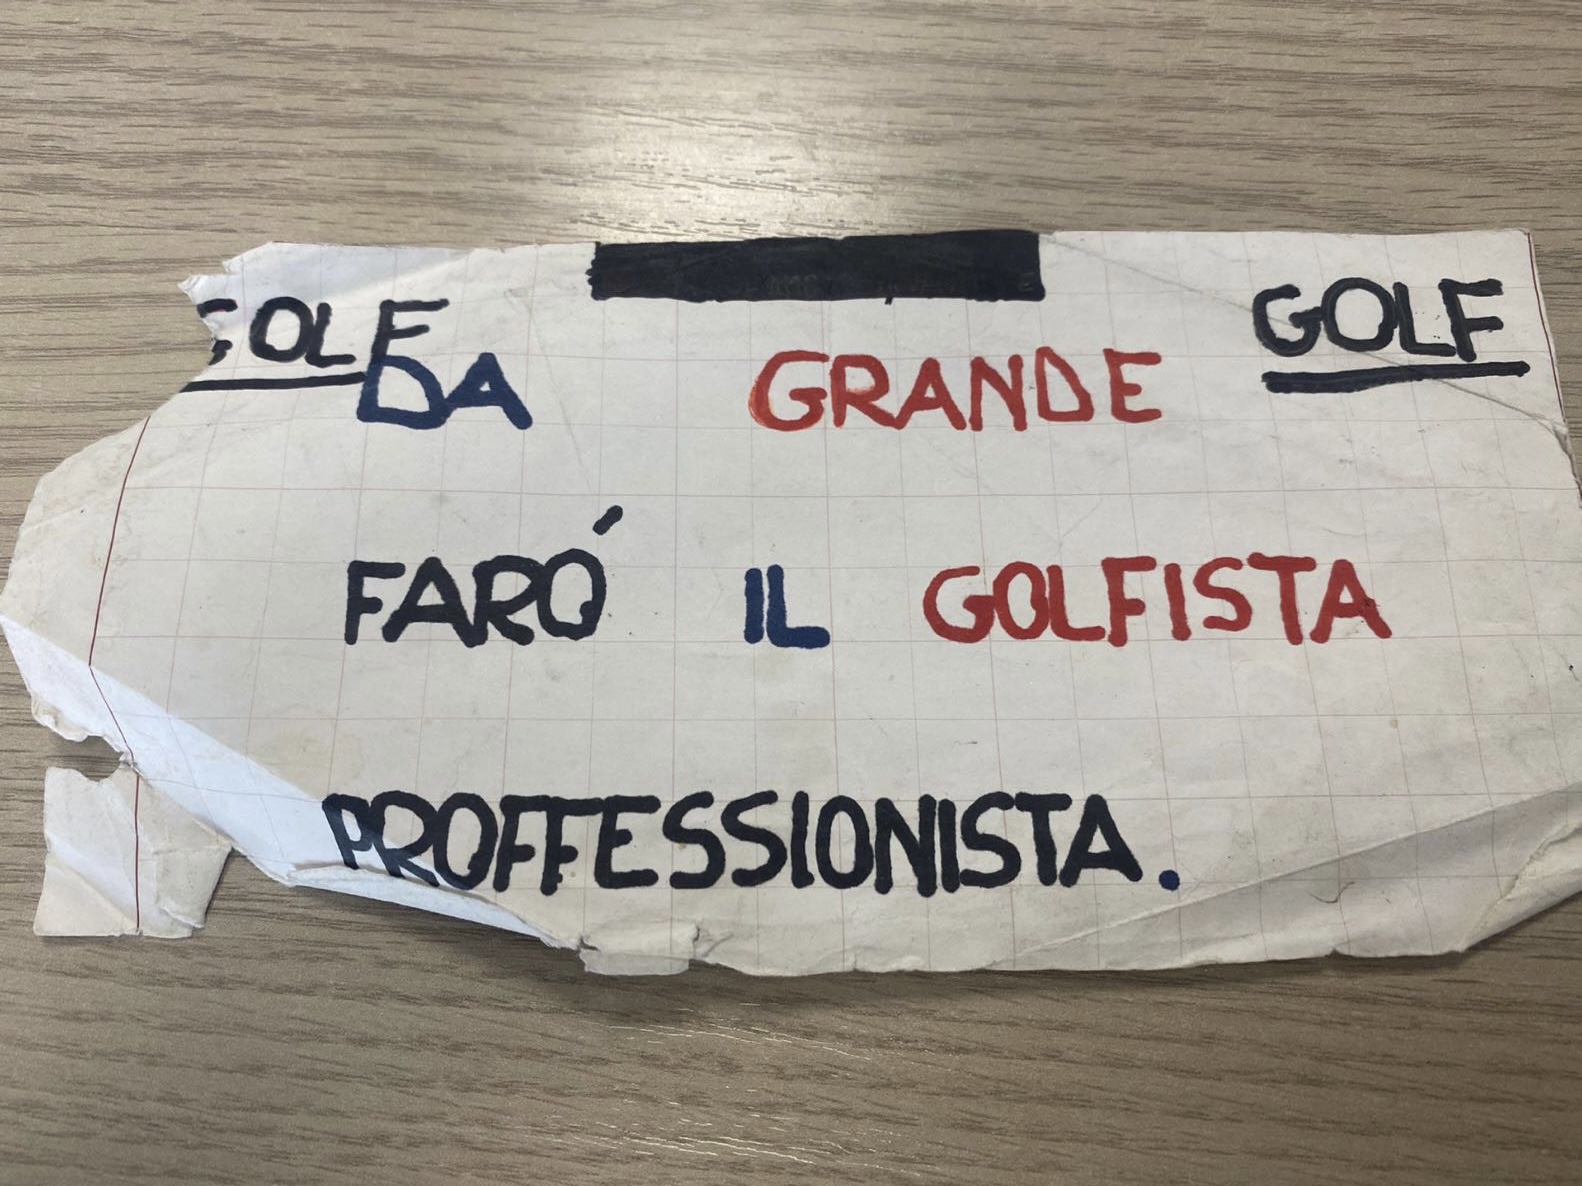 GOLF GOLF
DA GRANDE
FARÓ IL GOLFISTA
PROFFESSIONISTA.